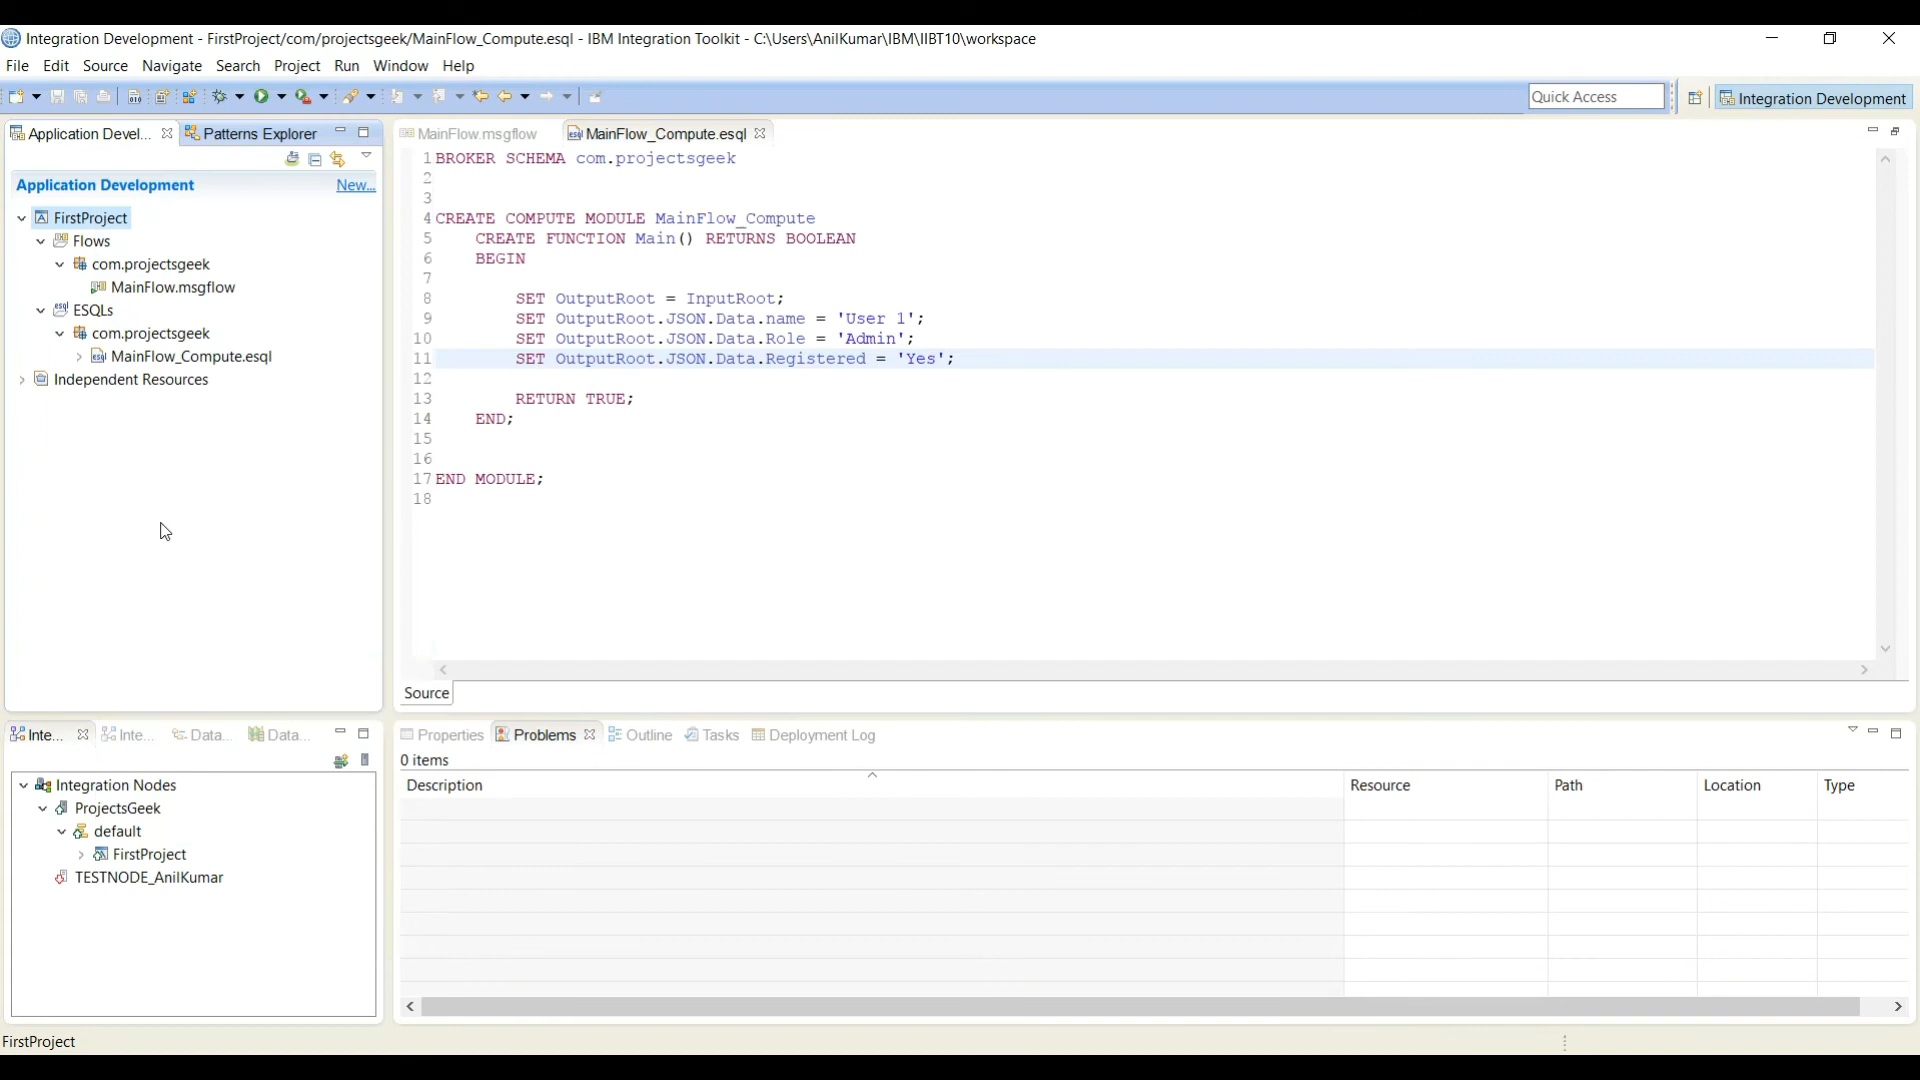 Integration Development - FirstProject/com/projectsgeek/MainFlow_Compute.esql - IBM Integration Toolkit - C:\Users\AnilKumar\IBM\IIBT10\workspace
File Edit Source Navigate Search Project Run Window Help
Quick Access
Integration Development
Application Devel...
Patterns Explorer
Application Development
New...
FirstProject
Flows
com.projectsgeek
MainFlow.msgflow
ESQLs
com.projectsgeek
MainFlow_Compute.esql
Independent Resources
MainFlow.msgflow
MainFlow_Compute.esql
1 BROKER SCHEMA com.projectsgeek
2
3
4 CREATE COMPUTE MODULE MainFlow_Compute
5 CREATE FUNCTION Main() RETURNS BOOLEAN
6 BEGIN
7
8 SET OutputRoot = InputRoot;
9 SET OutputRoot.JSON.Data.name = 'User 1';
10 SET OutputRoot.JSON.Data.Role = 'Admin';
11 SET OutputRoot.JSON.Data.Registered = 'Yes';
12
13 RETURN TRUE;
14 END;
15
16
17 END MODULE;
18
Source
Inte...
Inte...
Data...
Data...
Integration Nodes
ProjectsGeek
default
FirstProject
TESTNODE_AnilKumar
Properties
Problems
Outline
Tasks
Deployment Log
0 items
Description Resource Path Location Type
FirstProject